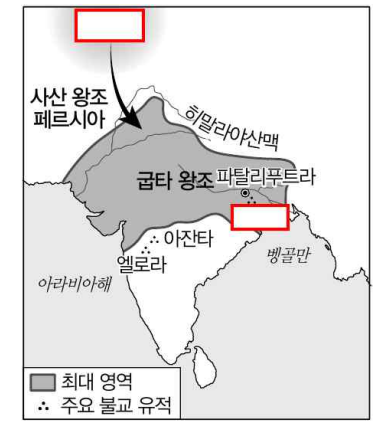 사산 왕조
페르시아
히말라야산맥
굽타 왕조
파탈리푸트라
아잔타
엘로라
벵골만
아라비아해
최대 영역
주요 불교 유적